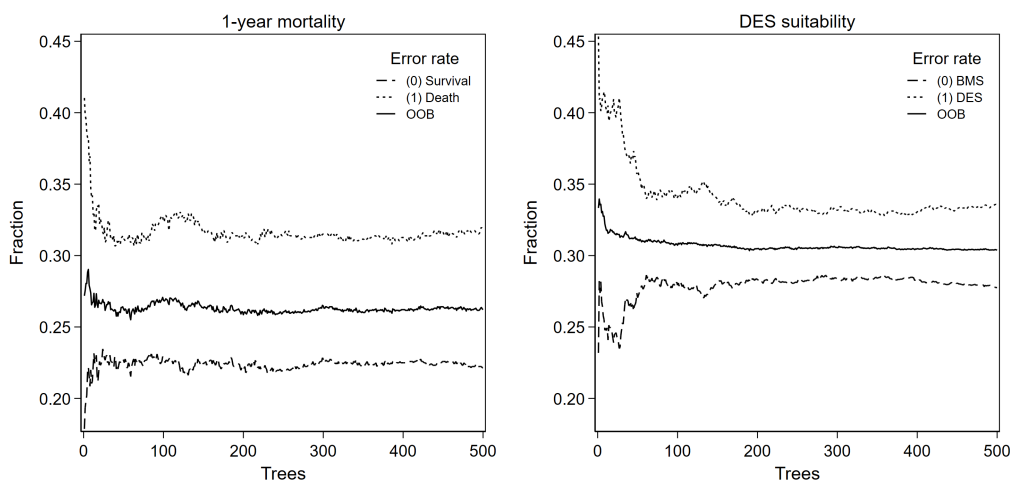 1-year mortality
Error rate
(0) Survival
(1) Death
OOB
0.45
0.40
0.35
0.30
0.25
0.20
Fraction
0 100 200 300 400 500
Trees
DES suitability
Error rate
(0) BMS
(1) DES
OOB
0.45
0.40
0.35
0.30
0.25
0.20
Fraction
0 100 200 300 400 500
Trees